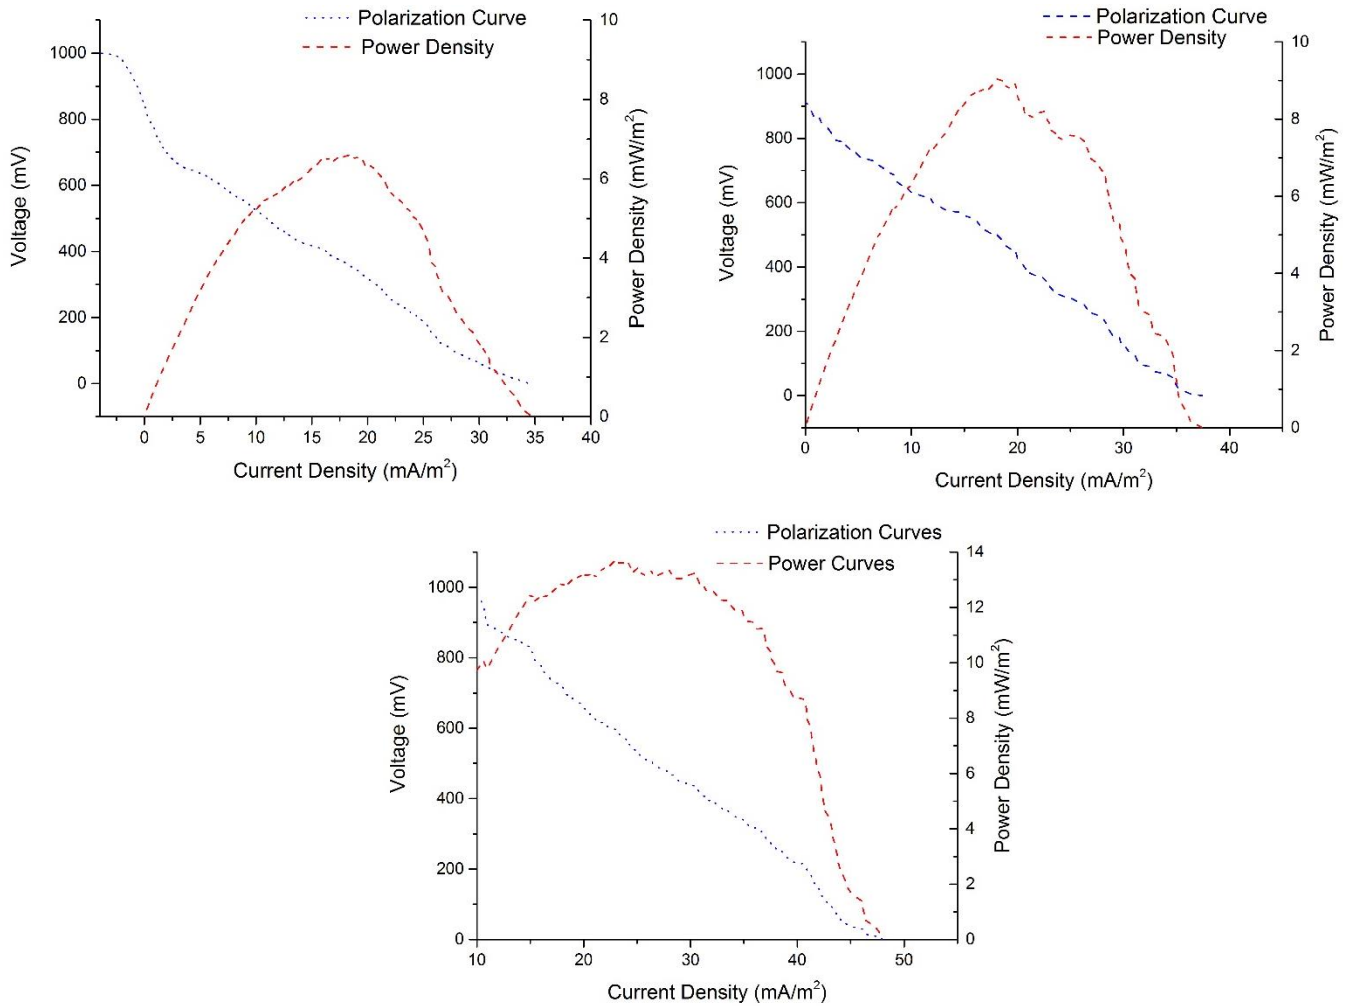 Polarization Curve
Power Density
1000
800
600
400
200
0
Voltage (mV)
10
8
6
4
2
0
Power Density (mW/m²)
0 5 10 15 20 25 30 35 40
Current Density (mA/m²)
Polarization Curve
Power Density
1000
800
600
400
200
0
Voltage (mV)
10
8
6
4
2
0
Power Density (mW/m²)
0 10 20 30 40
Current Density (mA/m²)
Polarization Curves
Power Curves
1000
800
600
400
200
0
Voltage (mV)
14
12
10
8
6
4
2
0
Power Density (mW/m²)
10 20 30 40 50
Current Density (mA/m²)